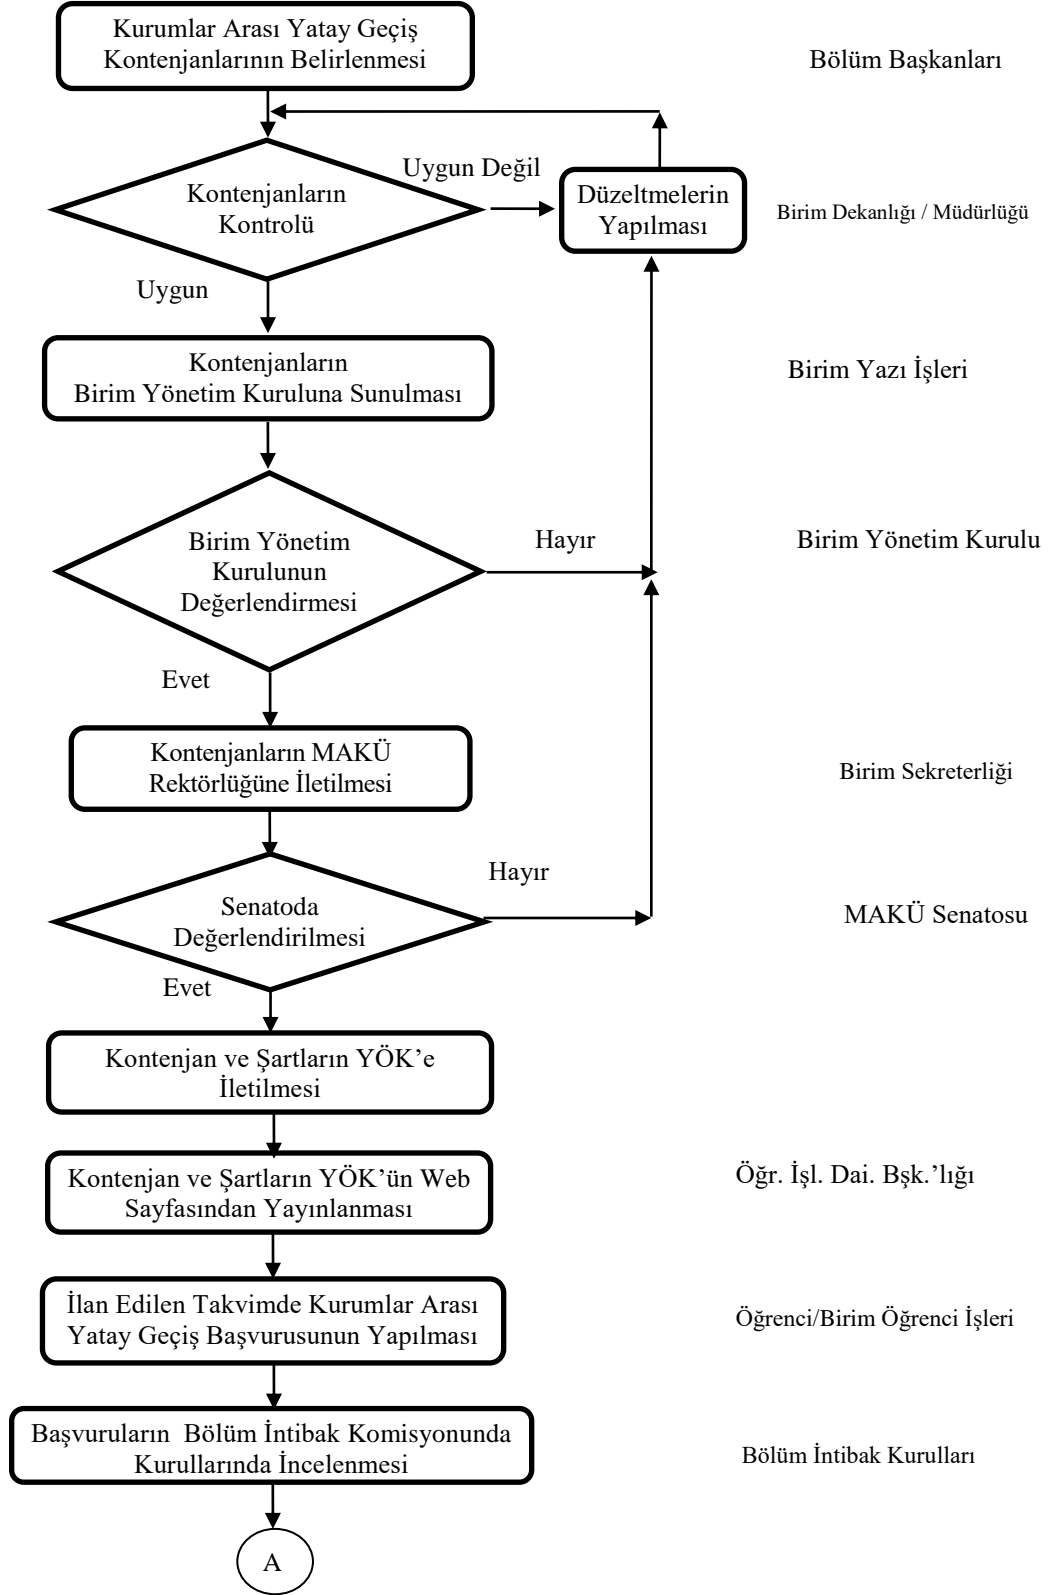 Kurumlar Arası Yatay Geçiş
Kontenjanlarının Belirlenmesi
Bölüm Başkanları
Uygun Değil
Kontenjanların
Kontrolü
Düzeltmelerin
Yapılması
Birim Dekanlığı / Müdürlüğü
Uygun
Kontenjanların
Birim Yönetim Kuruluna Sunulması
Birim Yazı İşleri
Birim Yönetim
Kurulunun
Değerlendirmesi
Hayır
Birim Yönetim Kurulu
Evet
Kontenjanların MAKÜ
Rektörlüğüne İletilmesi
Birim Sekreterliği
Hayır
Senatoda
Değerlendirilmesi
MAKÜ Senatosu
Evet
Kontenjan ve Şartların YÖK’e
İletilmesi
Kontenjan ve Şartların YÖK’ün Web
Sayfasından Yayınlanması
Öğr. İşl. Dai. Bşk.’lığı
İlan Edilen Takvimde Kurumlar Arası
Yatay Geçiş Başvurusunun Yapılması
Öğrenci/Birim Öğrenci İşleri
Başvuruların  Bölüm İntibak Komisyonunda
Kurullarında İncelenmesi
Bölüm İntibak Kurulları
A